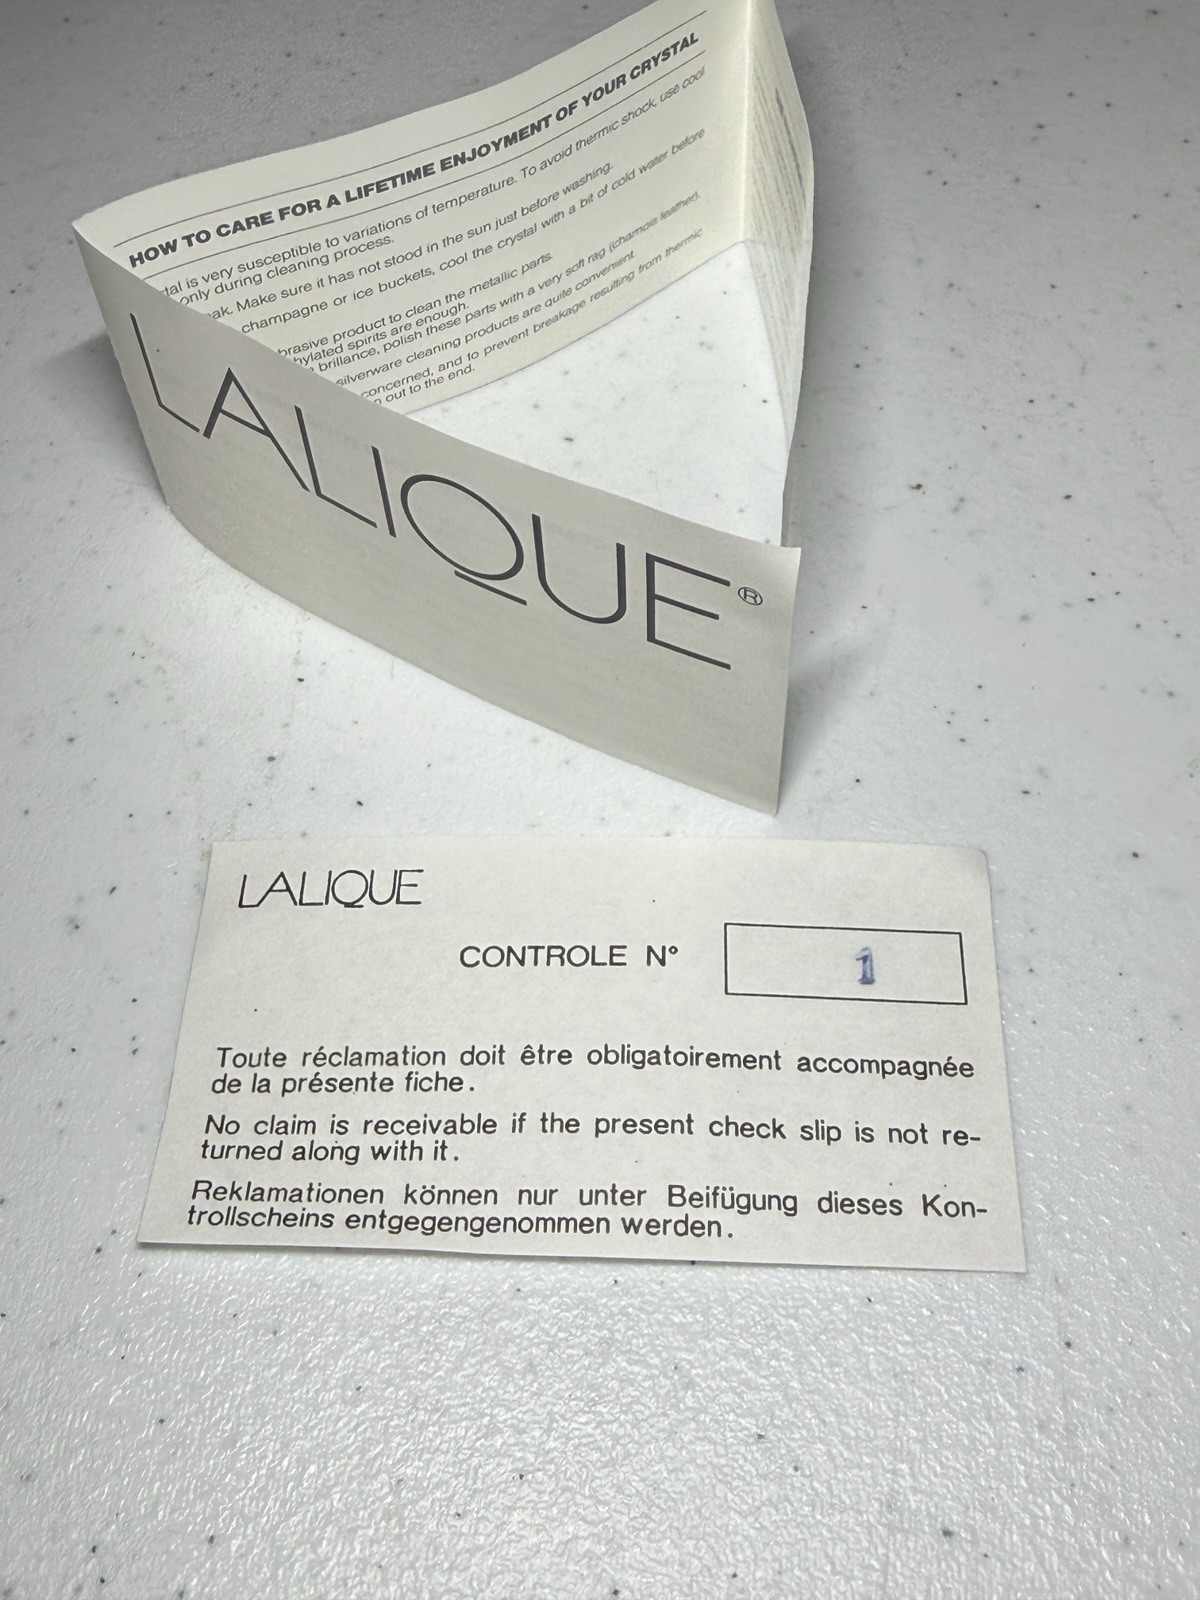 HOW TO CARE FOR A LIFETIME ENJOYMENT OF YOUR CRYSTAL
is very susceptible to variations of temperature. To avoid thermic shock, use cool
only during cleaning process.
Make sure it has not stood in the sun just before washing.
champagne or ice buckets, cool the crystal with a bit of cold water before
product to clean the metallic parts.
spirits are enough.
brillance, polish these parts with a very soft rag (chamois leather).
silverware cleaning products are quite convenient.
concerned, and to prevent breakage resulting from thermic
out to the end.
LALIQUE®
LALIQUE
CONTROLE N° 1
Toute réclamation doit être obligatoirement accompagnée
de la présente fiche.
No claim is receivable if the present check slip is not re-
turned along with it.
Reklamationen können nur unter Beifügung dieses Kon-
trollscheins entgegengenommen werden.